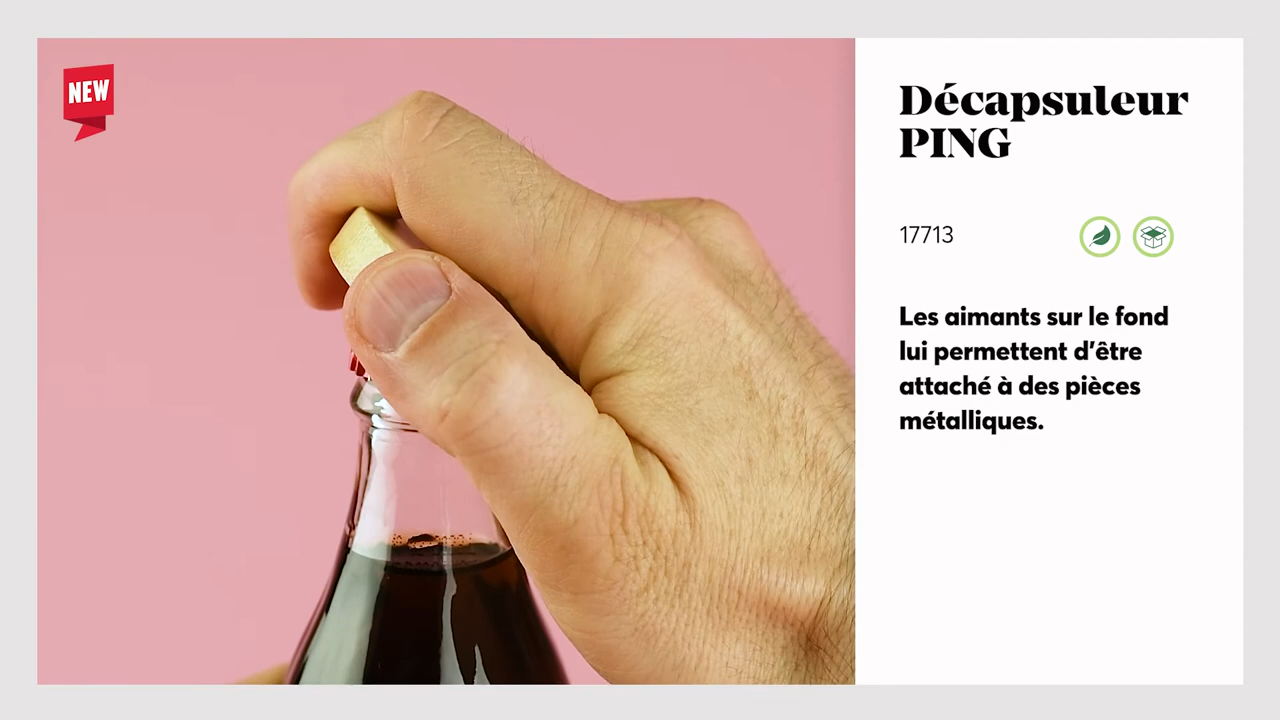 NEW
Décapsuleur
PING
17713
Les aimants sur le fond
lui permettent d'être
attaché à des pièces
métalliques.